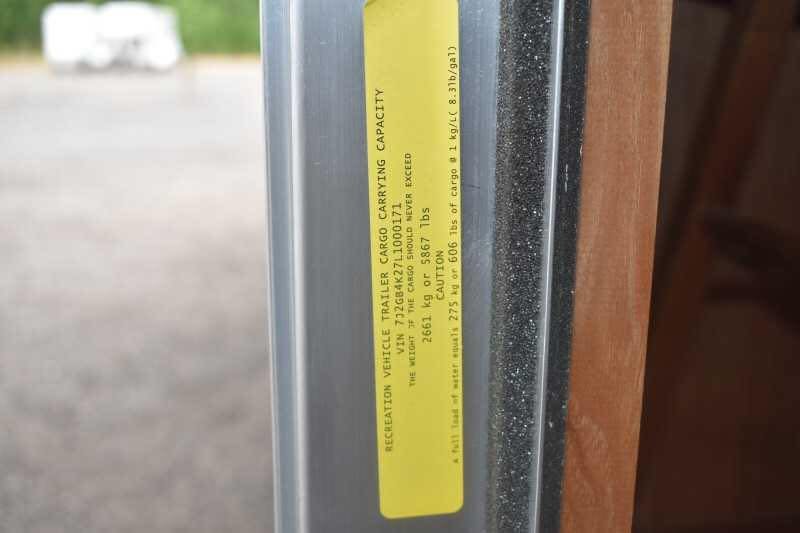 RECREATION VEHICLE TRAILER CARGO CARRYING CAPACITY
VIN 7J2GB4K27L1000171
THE WEIGHT OF THE CARGO SHOULD NEVER EXCEED
2661 kg or 5867 lbs
CAUTION
A full load of water equals 275 kg or 606 lbs of cargo @ 1 kg/L( 8.3lb/gal)